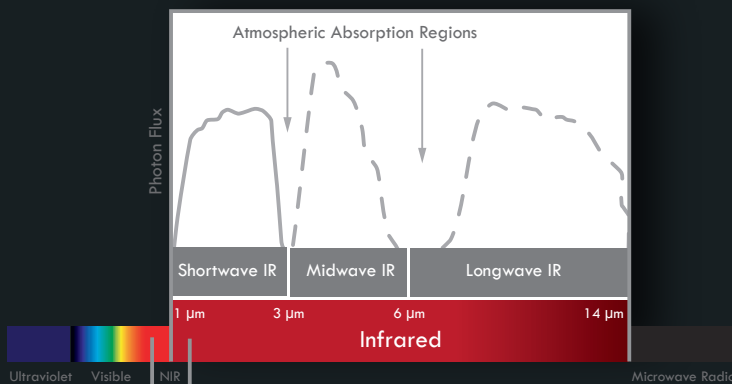 Atmospheric Absorption Regions
Photon Flux
Shortwave IR
Midwave IR
Longwave IR
1 μm
3 μm
6 μm
14 μm
Infrared
Ultraviolet
Visible
NIR
Microwave